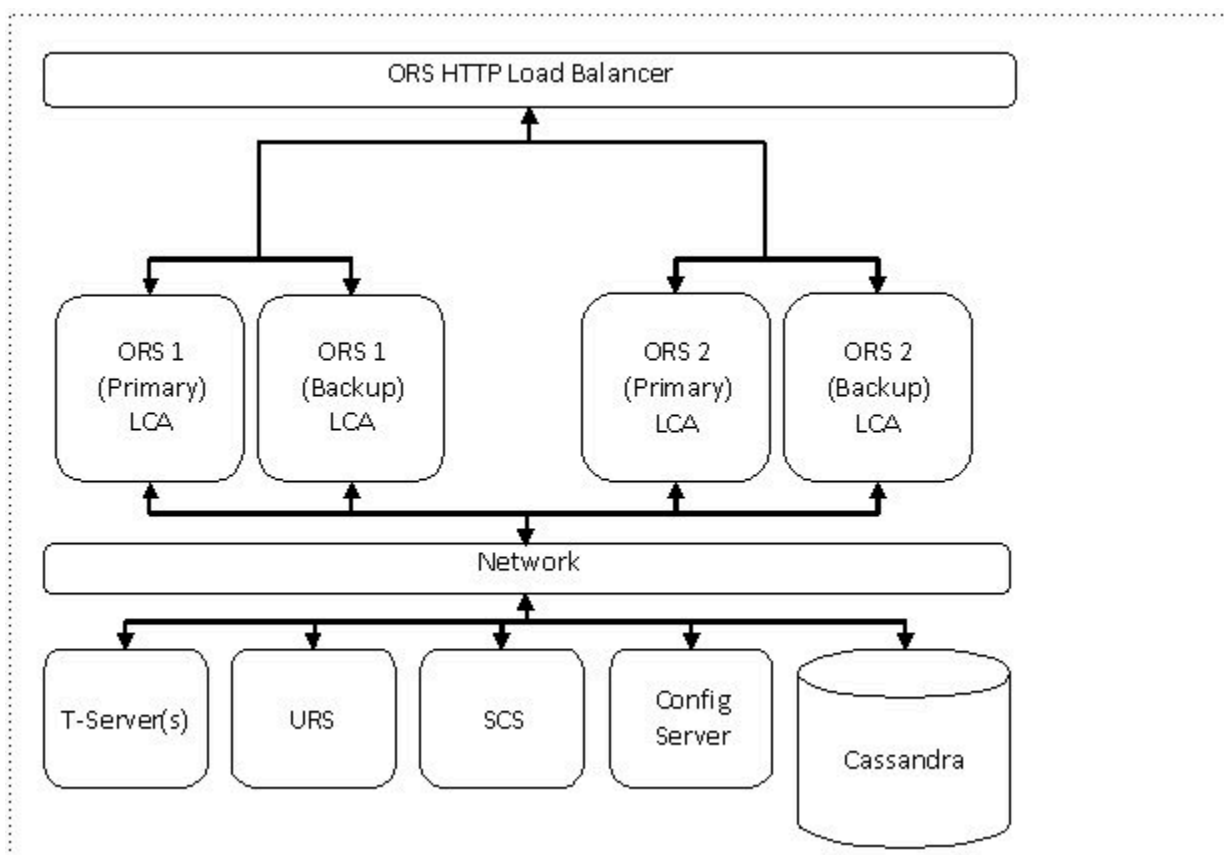 ORS HTTP Load Balancer
ORS 1
(Primary)
LCA
ORS 1
(Backup)
LCA
ORS 2
(Primary)
LCA
ORS 2
(Backup)
LCA
Network
T-Server(s)
URS
SCS
Config
Server
Cassandra